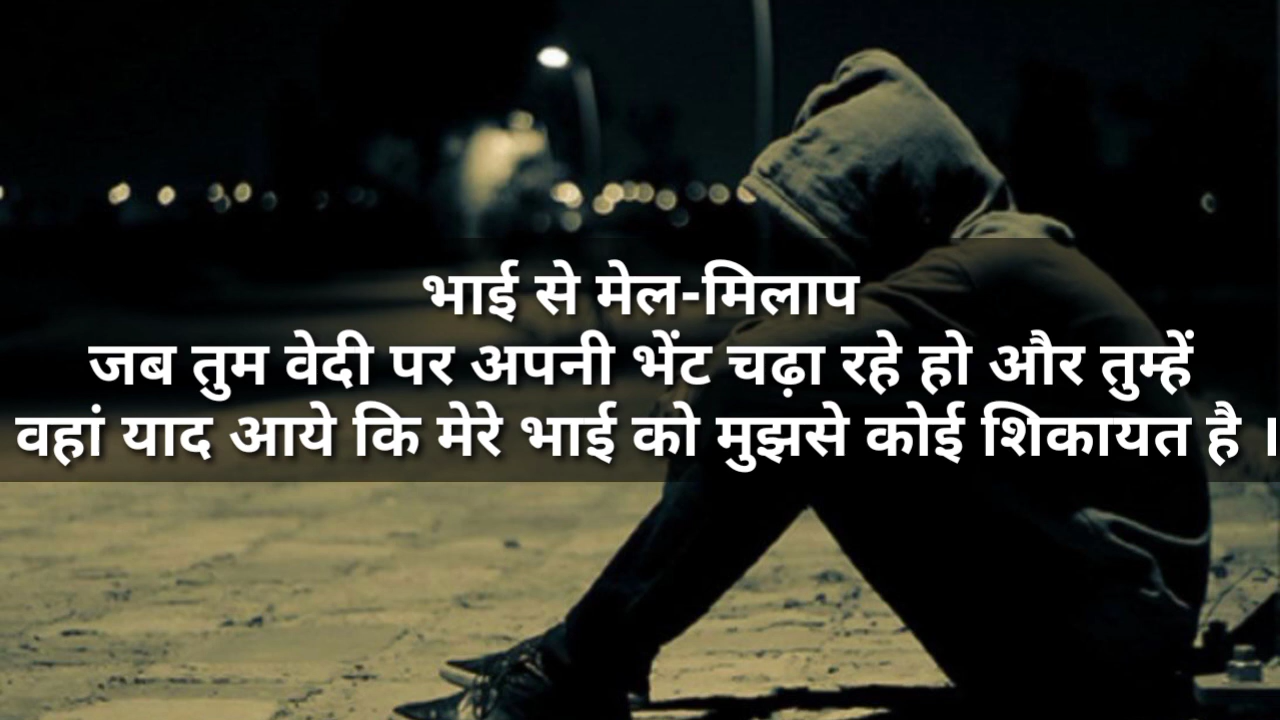 भाई से मेल-मिलाप
जब तुम वेदी पर अपनी भेंट चढ़ा रहे हो और तुम्हें
वहां याद आये कि मेरे भाई को मुझसे कोई शिकायत है ।